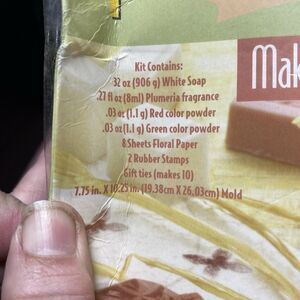 Kit Contains:
32 oz (906 g) White Soap
.27 fl oz (8ml) Plumeria fragrance
.03 oz (1.1 g) Red color powder
.03 oz (1.1 g) Green color powder
8 Sheets Floral Paper
2 Rubber Stamps
Gift ties (makes 10)
7.75 in. X 10.25 in. (19.38cm X 26.03cm) Mold
Mak